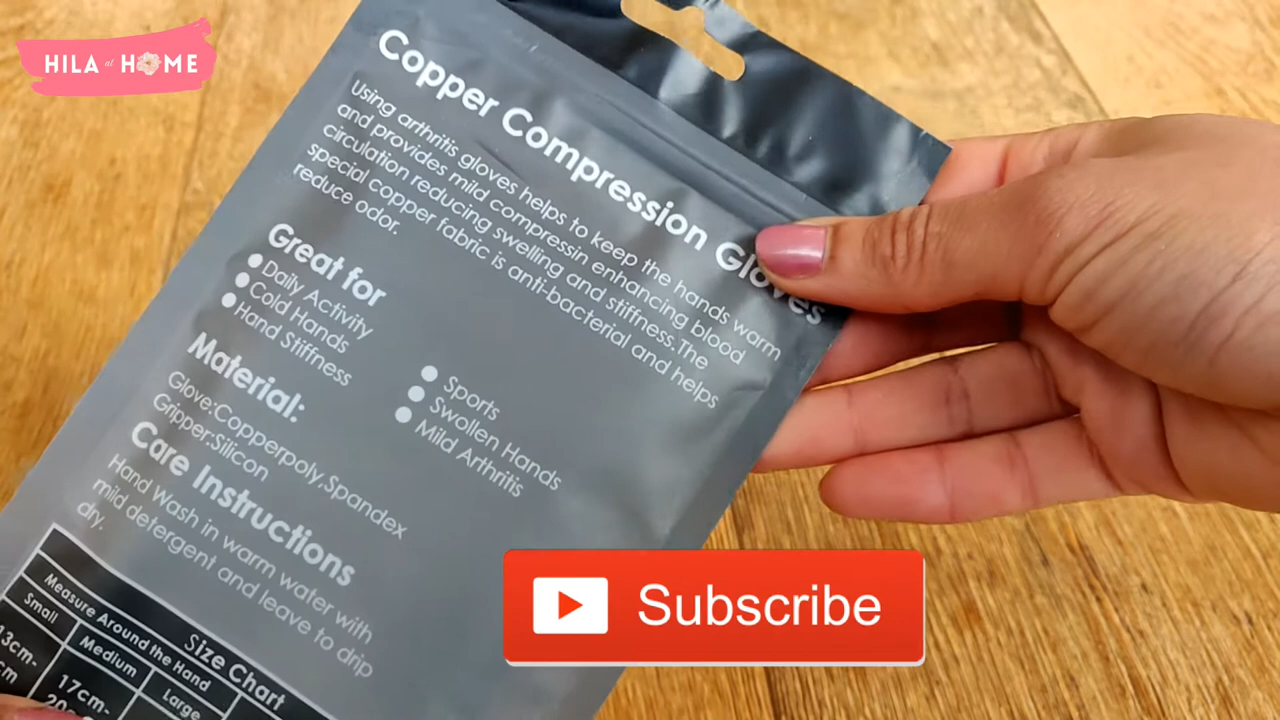 HILA at HOME
Copper Compression Gloves
Using arthritis gloves helps to keep the hands warm
and provides mild compressin enhancing blood
circulation reducing swelling and stiffness.The
special copper fabric is anti-bacterial and helps
reduce odor.
Great for
Daily Activity
Cold Hands
Hand Stiffness
Sports
Swollen Hands
Mild Arthritis
Material:
Glove:Copperpoly,Spandex
Gripper:Silicon
Care Instructions
Hand Wash in warm water with
mild detergent and leave to drip
dry.
Size Chart
Measure Around the Hand
Small Medium Large
13cm- 17cm-
cm
Subscribe